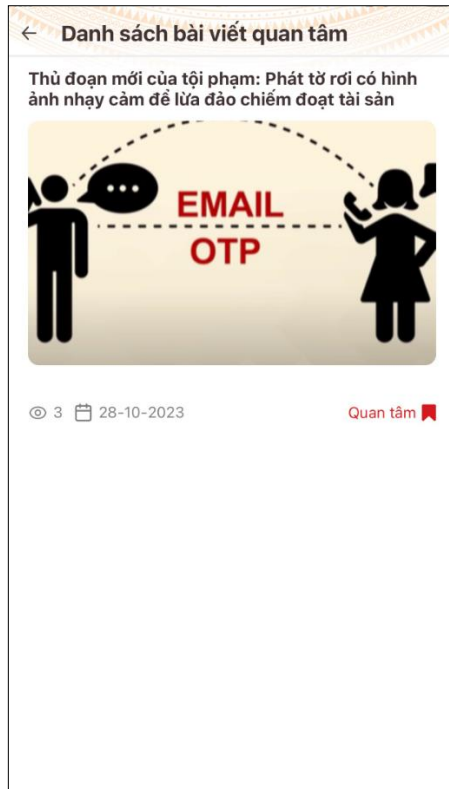 Danh sách bài viết quan tâm
Thủ đoạn mới của tội phạm: Phát tờ rơi có hình
ảnh nhạy cảm để lừa đảo chiếm đoạt tài sản
EMAIL
OTP
3 28-10-2023 Quan tâm